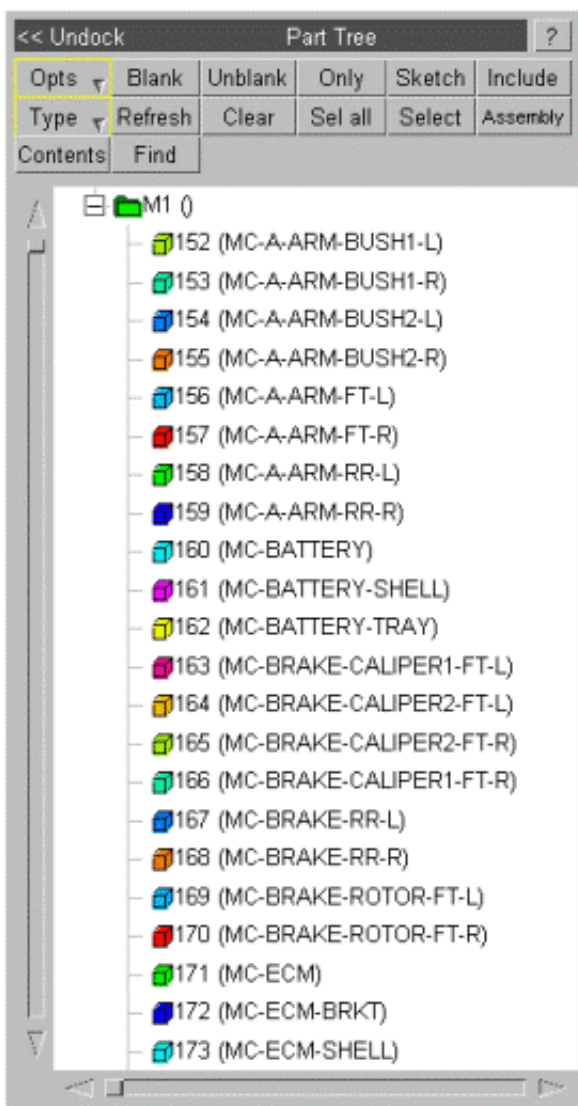 << Undock Part Tree ?
Opts Blank Unblank Only Sketch Include
Type Refresh Clear Sel all Select Assembly
Contents Find
M1 ()
152 (MC-A-ARM-BUSH1-L)
153 (MC-A-ARM-BUSH1-R)
154 (MC-A-ARM-BUSH2-L)
155 (MC-A-ARM-BUSH2-R)
156 (MC-A-ARM-FT-L)
157 (MC-A-ARM-FT-R)
158 (MC-A-ARM-RR-L)
159 (MC-A-ARM-RR-R)
160 (MC-BATTERY)
161 (MC-BATTERY-SHELL)
162 (MC-BATTERY-TRAY)
163 (MC-BRAKE-CALIPER1-FT-L)
164 (MC-BRAKE-CALIPER2-FT-L)
165 (MC-BRAKE-CALIPER2-FT-R)
166 (MC-BRAKE-CALIPER1-FT-R)
167 (MC-BRAKE-RR-L)
168 (MC-BRAKE-RR-R)
169 (MC-BRAKE-ROTOR-FT-L)
170 (MC-BRAKE-ROTOR-FT-R)
171 (MC-ECM)
172 (MC-ECM-BRKT)
173 (MC-ECM-SHELL)